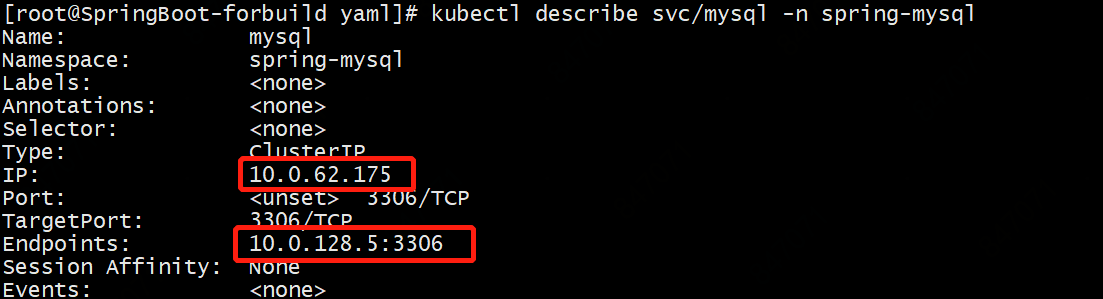 [root@SpringBoot-forbuild yaml]# kubectl describe svc/mysql -n spring-mysql
Name: mysql
Namespace: spring-mysql
Labels: <none>
Annotations: <none>
Selector: <none>
Type: ClusterIP
IP: 10.0.62.175
Port: <unset> 3306/TCP
TargetPort: 3306/TCP
Endpoints: 10.0.128.5:3306
Session Affinity: None
Events: <none>